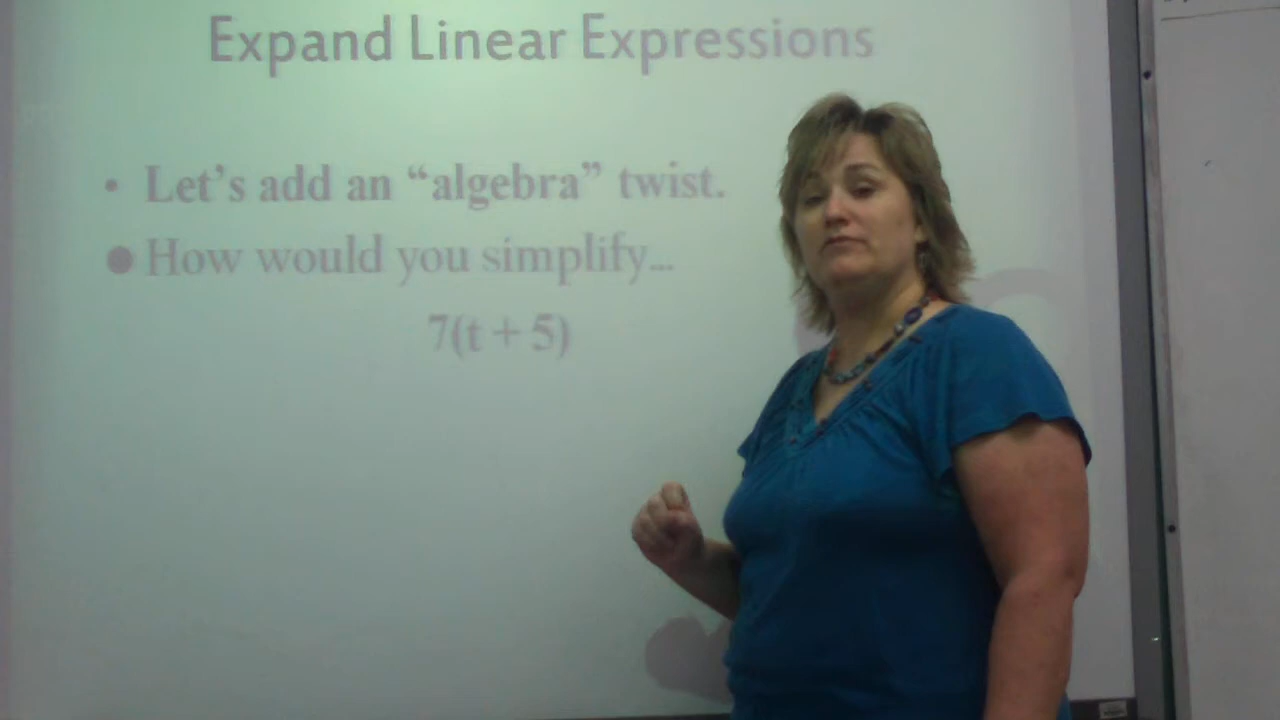 Expand Linear Expressions
• Let's add an “algebra” twist.
● How would you simplify...
7(t + 5)